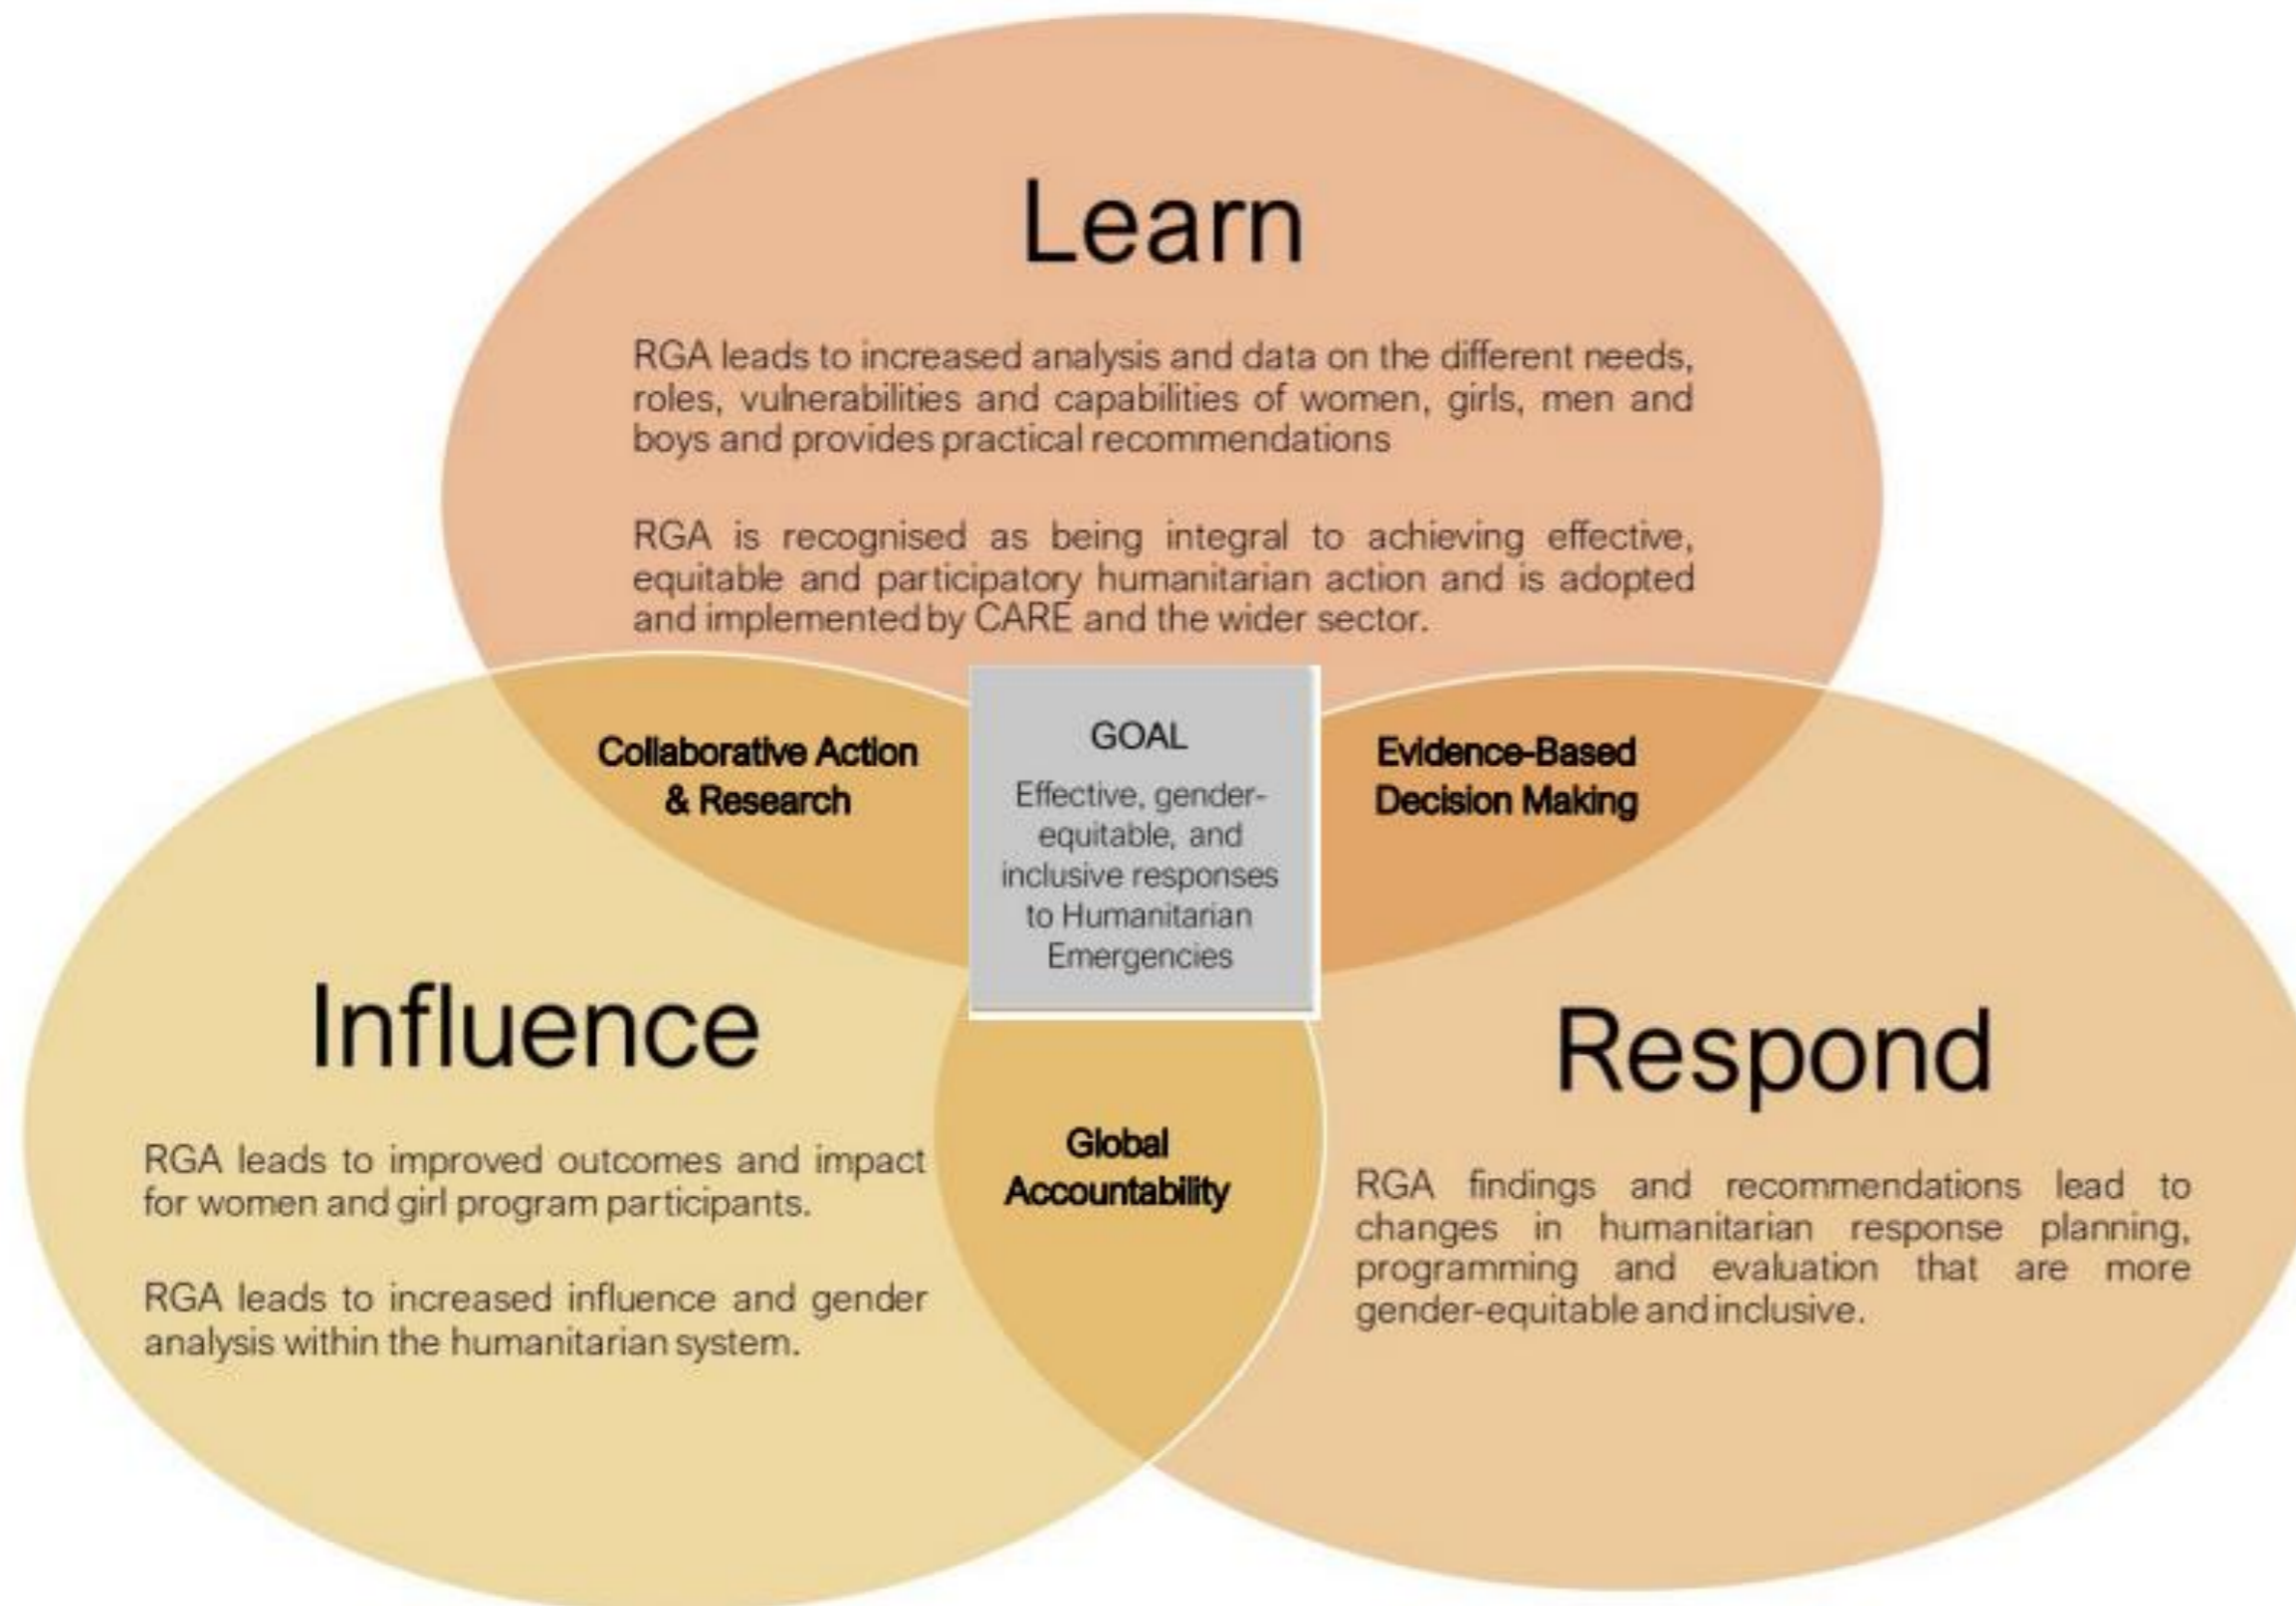 Learn
RGA leads to increased analysis and data on the different needs,
roles, vulnerabilities and capabilities of women, girls, men and
boys and provides practical recommendations
RGA is recognised as being integral to achieving effective,
equitable and participatory humanitarian action and is adopted
and implemented by CARE and the wider sector.
Collaborative Action
& Research
GOAL
Effective, gender-
equitable, and
inclusive responses
to Humanitarian
Emergencies
Evidence-Based
Decision Making
Influence
RGA leads to improved outcomes and impact
for women and girl program participants.
RGA leads to increased influence and gender
analysis within the humanitarian system.
Global
Accountability
Respond
RGA findings and recommendations lead to
changes in humanitarian response planning,
programming and evaluation that are more
gender-equitable and inclusive.